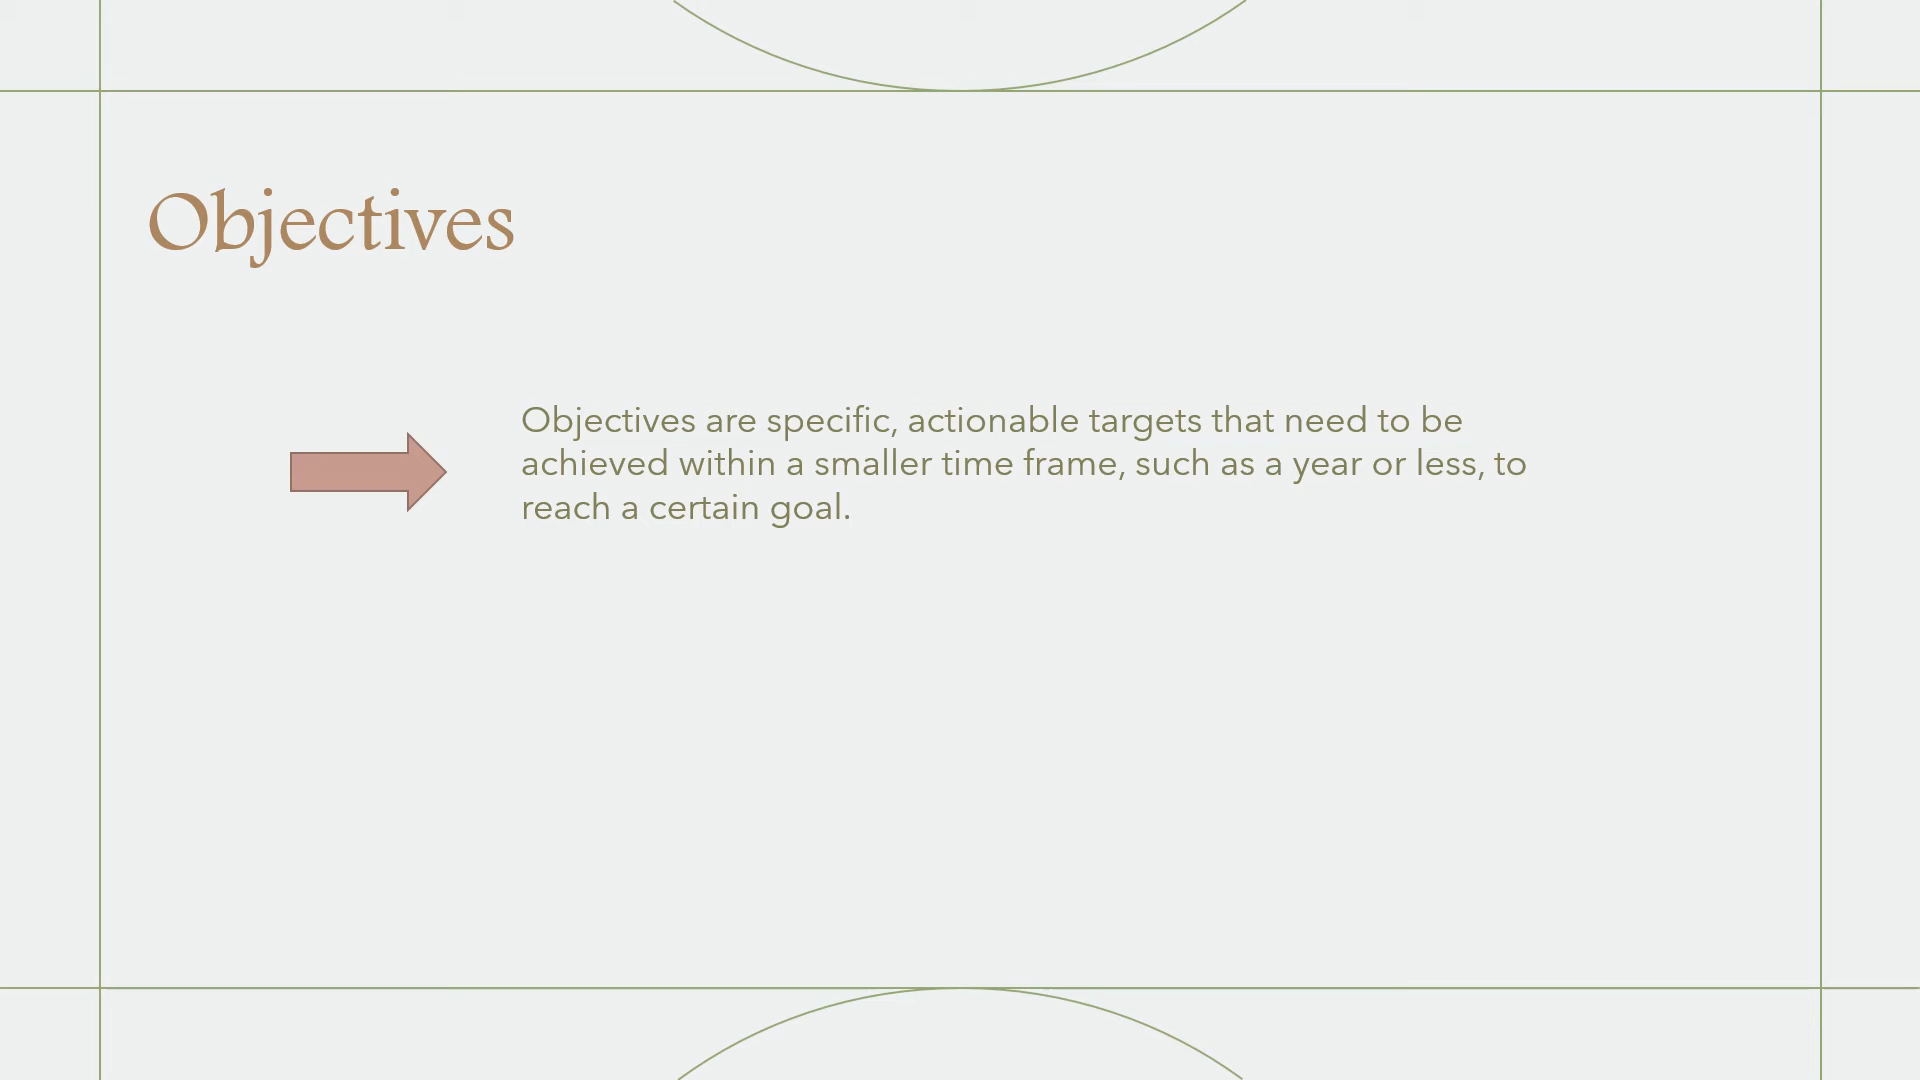 Objectives
Objectives are specific, actionable targets that need to be
achieved within a smaller time frame, such as a year or less, to
reach a certain goal.